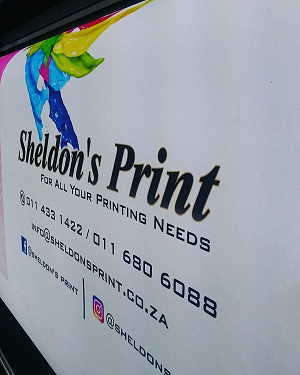 Sheldon's Print
FOR ALL YOUR PRINTING NEEDS
011 433 1422 / 011 680 6088
INFO@SHELDONSPRINT.CO.ZA
@SHELDON'S PRINT
@SHELDONS